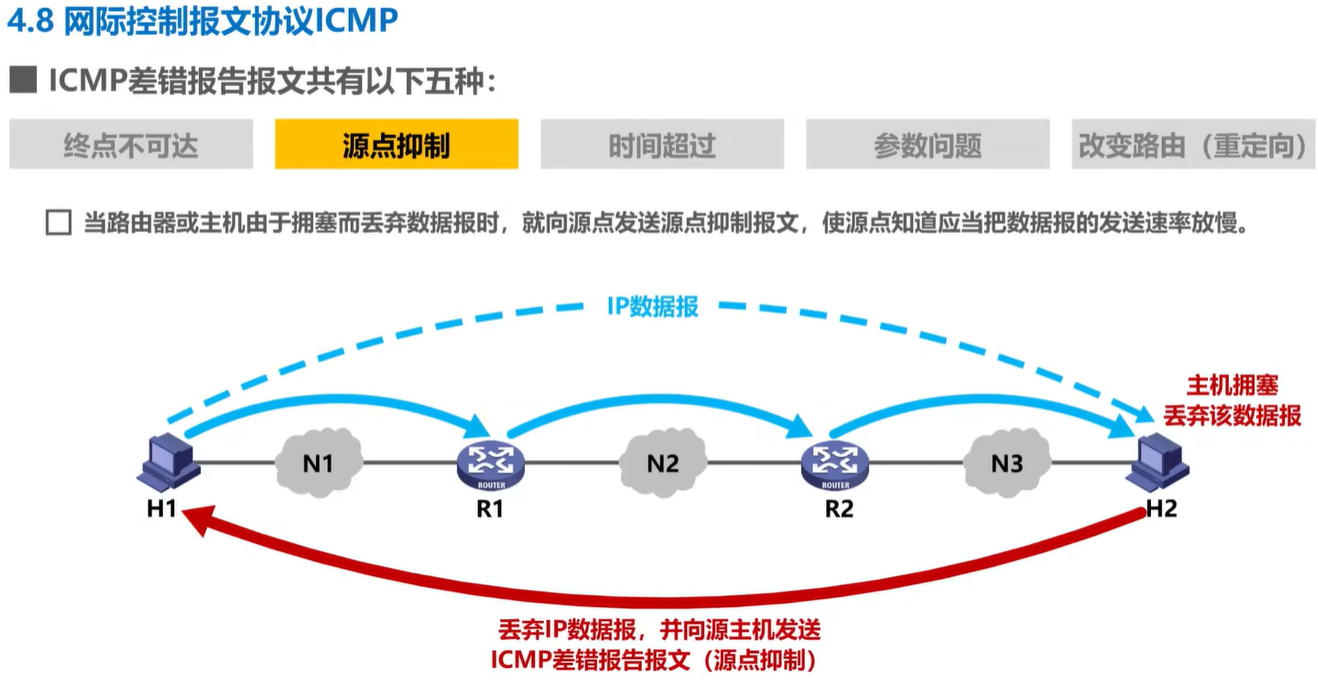 4.8 网际控制报文协议ICMP
ICMP差错报告报文共有以下五种：
终点不可达
源点抑制
时间超过
参数问题
改变路由（重定向）
当路由器或主机由于拥塞而丢弃数据报时，就向源点发送源点抑制报文，使源点知道应当把数据报的发送速率放慢。
IP数据报
主机拥塞
丢弃该数据报
N1
N2
N3
ROUTER
ROUTER
H1
R1
R2
H2
丢弃IP数据报，并向源主机发送
ICMP差错报告报文（源点抑制）